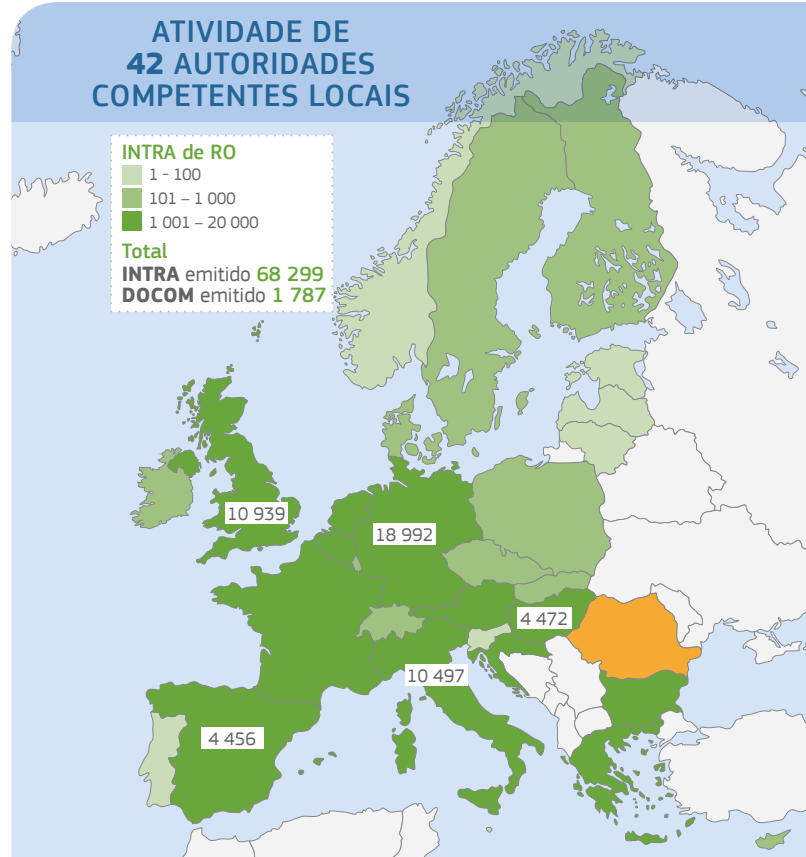 ATIVIDADE DE
42 AUTORIDADES
COMPETENTES LOCAIS
INTRA de RO
1 - 100
101 – 1 000
1 001 – 20 000
Total
INTRA emitido 68 299
DOCOM emitido 1 787
10 939
18 992
4 472
10 497
4 456